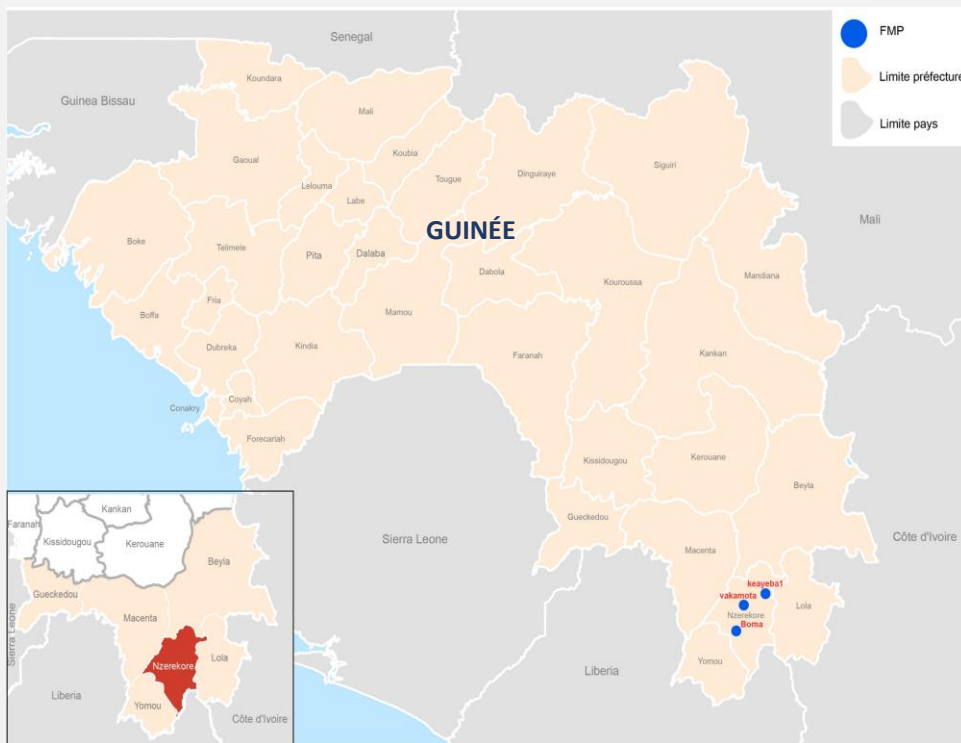 Senegal
FMP
Limite préfecture
Limite pays
Guinea Bissau
Koundara
Mali
Koubia
Gaoual
Lelouma
Labe
Tougue
Dinguiraye
Siguiri
Mali
GUINÉE
Boke
Telimele
Pita
Dalaba
Dabola
Kouroussa
Mandiana
Fria
Boffa
Mamou
Dubreka
Kindia
Faranah
Kankan
Coyah
Conakry
Forecariah
Kissidougou
Kerouane
Beyla
Gueckedou
Sierra Leone
Côte d'Ivoire
Macenta
keayeba1
vakamota
Nzerekore
Lola
Boma
Yomou
Liberia
Faranah
Kankan
Kissidougou
Kerouane
Beyla
Gueckedou
Macenta
Sierra Leone
Nzerekore
Lola
Liberia
Yomou
Côte d'Ivoire